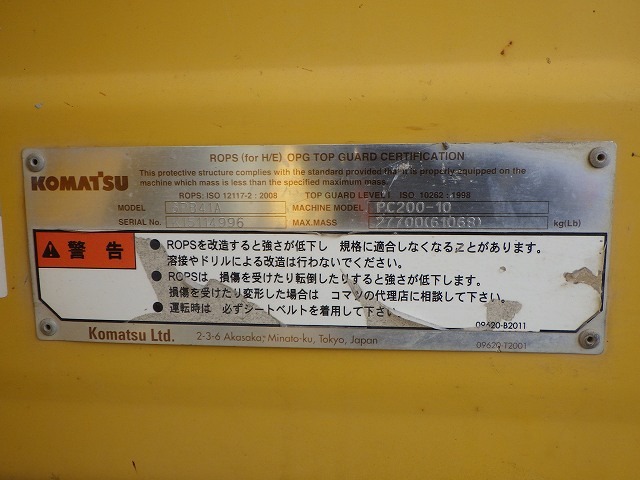 ROPS (for H/E) OPG TOP GUARD CERTIFICATION
This protective structure complies with the standard provided that it is properly equipped on the
machine which mass is less than the specified maximum mass.
KOMATSU
ROPS: ISO 12117-2 : 2008 TOP GUARD LEVEL I ISO 10262 : 1998
MODEL MACHINE MODEL PC200-10
SERIAL No. MAX.MASS 27700(61068) kg(Lb)
警告
● ROPSを改造すると強さが低下し 規格に適合しなくなることがあります。
溶接やドリルによる改造は行わないでください。
● ROPSは 損傷を受けたり転倒したりすると強さが低下します。
損傷を受けたり変形した場合は コマツの代理店に相談して下さい。
● 運転時は 必ずシートベルトを着用して下さい
09620-B2011
Komatsu Ltd. 2-3-6 Akasaka, Minato-ku, Tokyo, Japan
09620-T2001